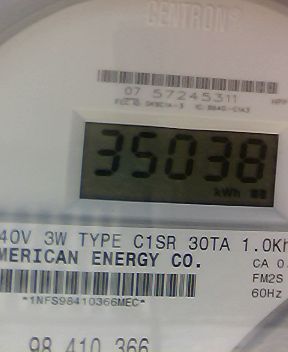 CENTRON®
07 57245311
35038
kWh
40V 3W TYPE C1SR 30TA 1.0Kh
MERICAN ENERGY CO.
CA 0.
FM2S
60Hz
*1NFS98410366MEC*
98 410 366